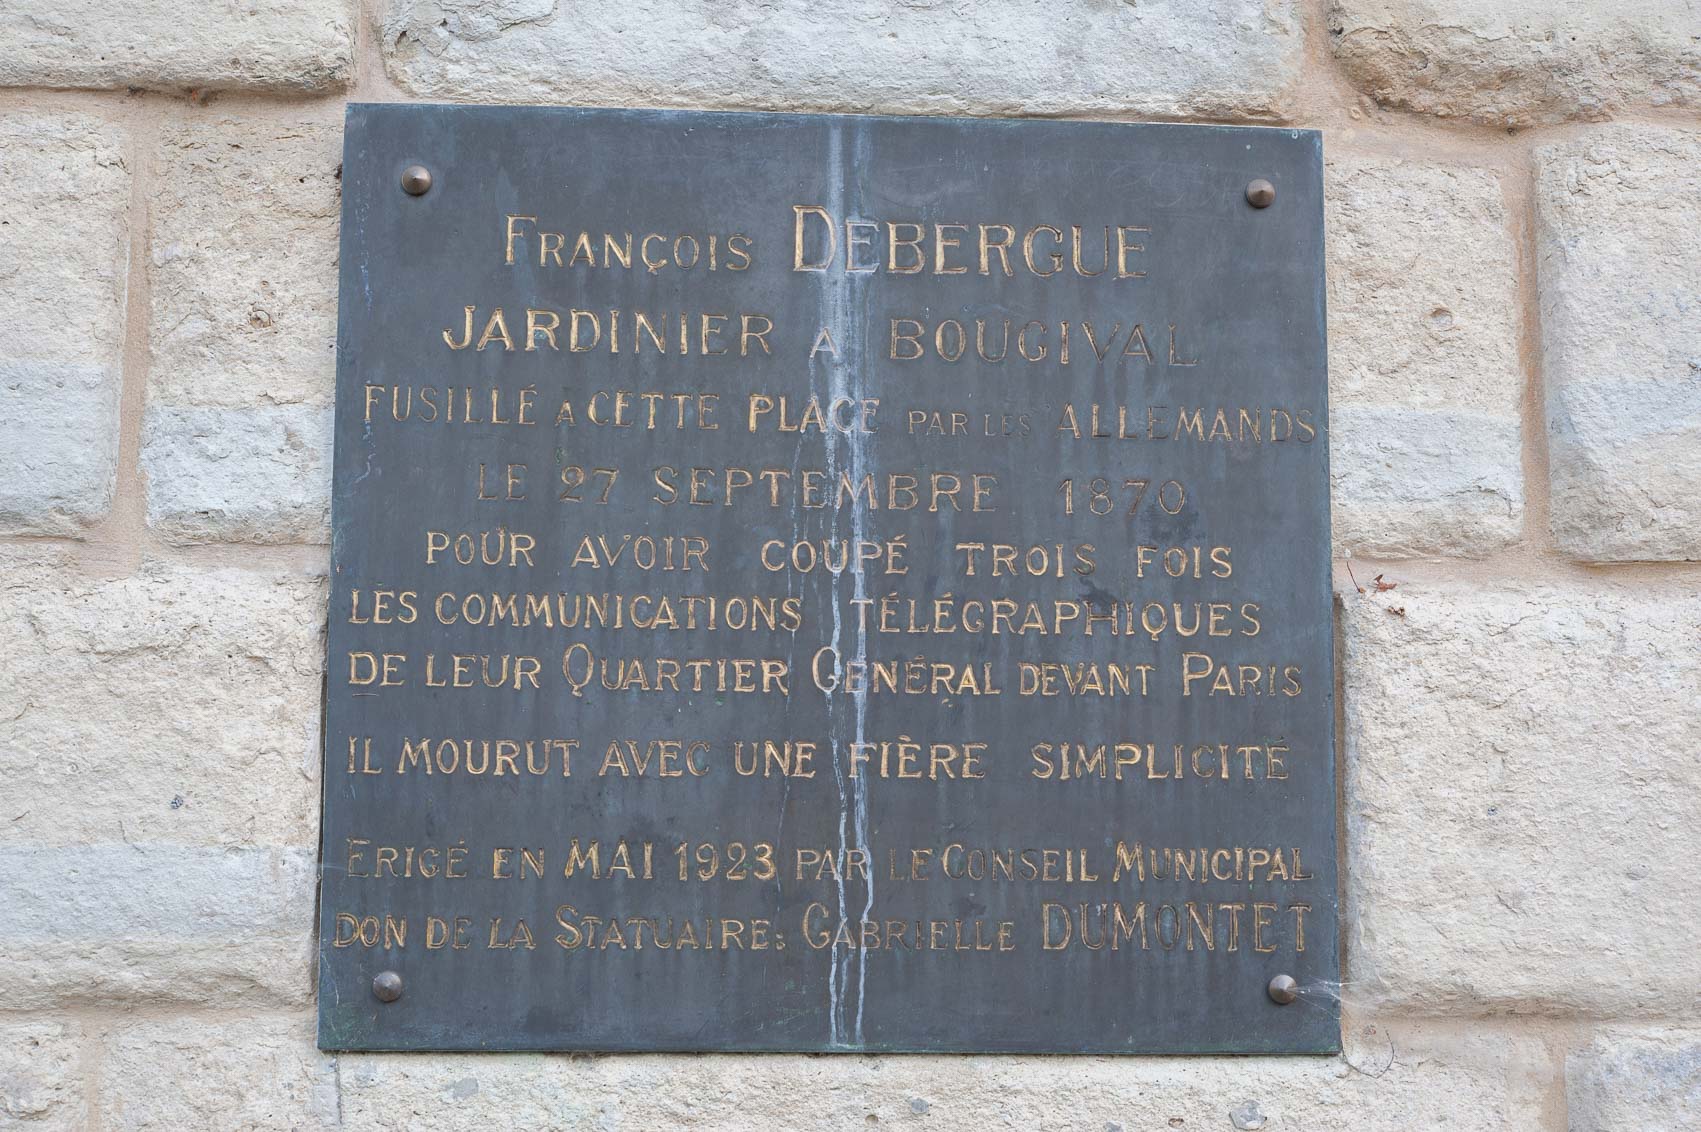 FRANÇOIS DEBERGUE
JARDINIER A BOUGIVAL
FUSILLÉ A CETTE PLACE PAR LES ALLEMANDS
LE 27 SEPTEMBRE 1870
POUR AVOIR COUPÉ TROIS FOIS
LES COMMUNICATIONS TÉLÉGRAPHIQUES
DE LEUR QUARTIER GÉNÉRAL DEVANT PARIS
IL MOURUT AVEC UNE FIÈRE SIMPLICITÉ
ERIGÉ EN MAI 1923 PAR LE CONSEIL MUNICIPAL
DON DE LA STATUAIRE: GABRIELLE DUMONTET